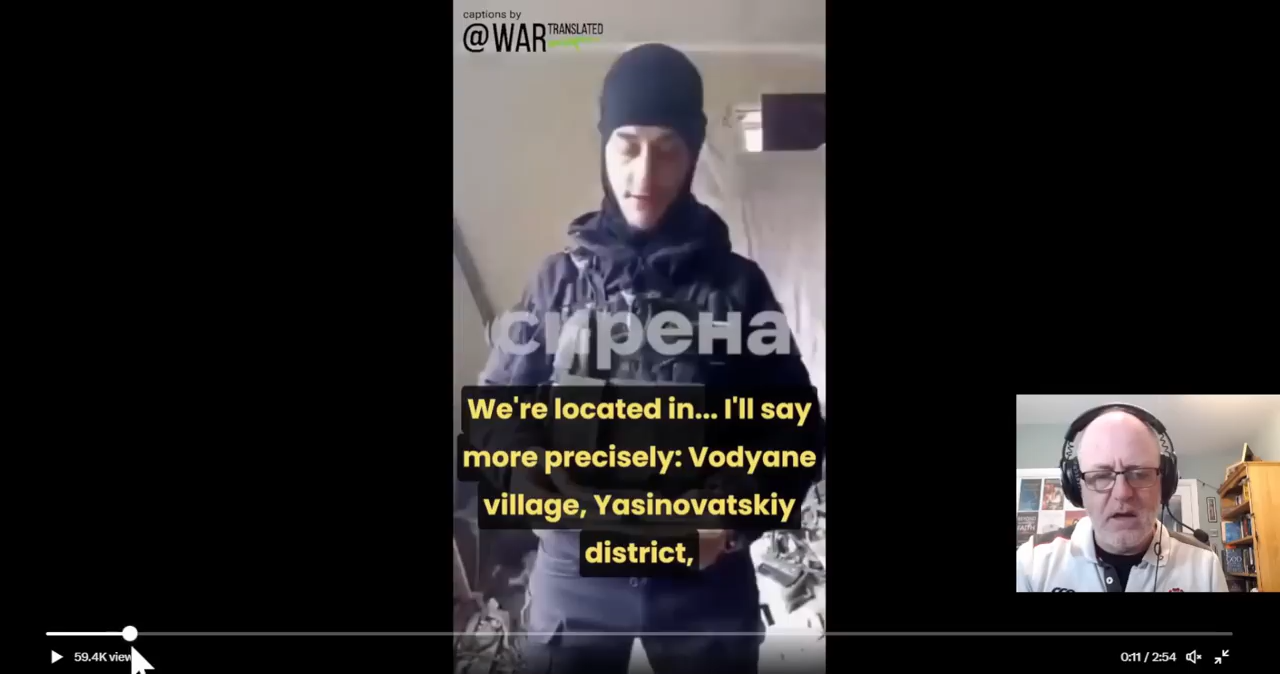 captions by
@WAR TRANSLATED
сирена
We're located in... I'll say
more precisely: Vodyane
village, Yasinovatskiy
district,
59.4K view
0:11 / 2:54